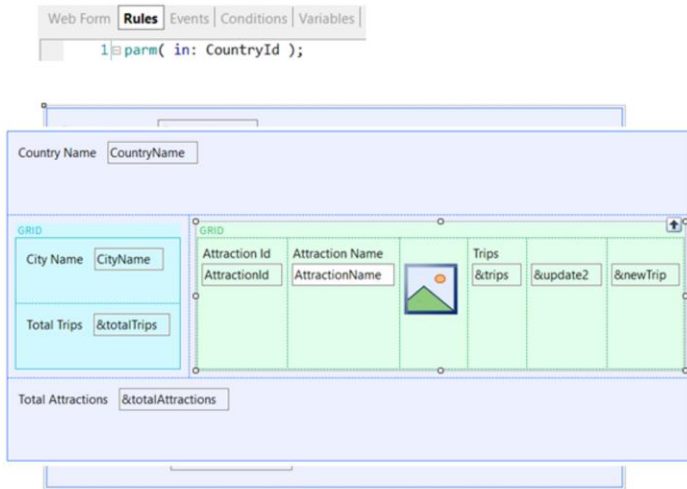 Web Form Rules Events Conditions Variables
1 parm( in: CountryId );
Country Name CountryName
GRID GRID
City Name CityName
Attraction Id Attraction Name Trips
AttractionId AttractionName &trips &update2 &newTrip
Total Trips &totalTrips
Total Attractions &totalAttractions